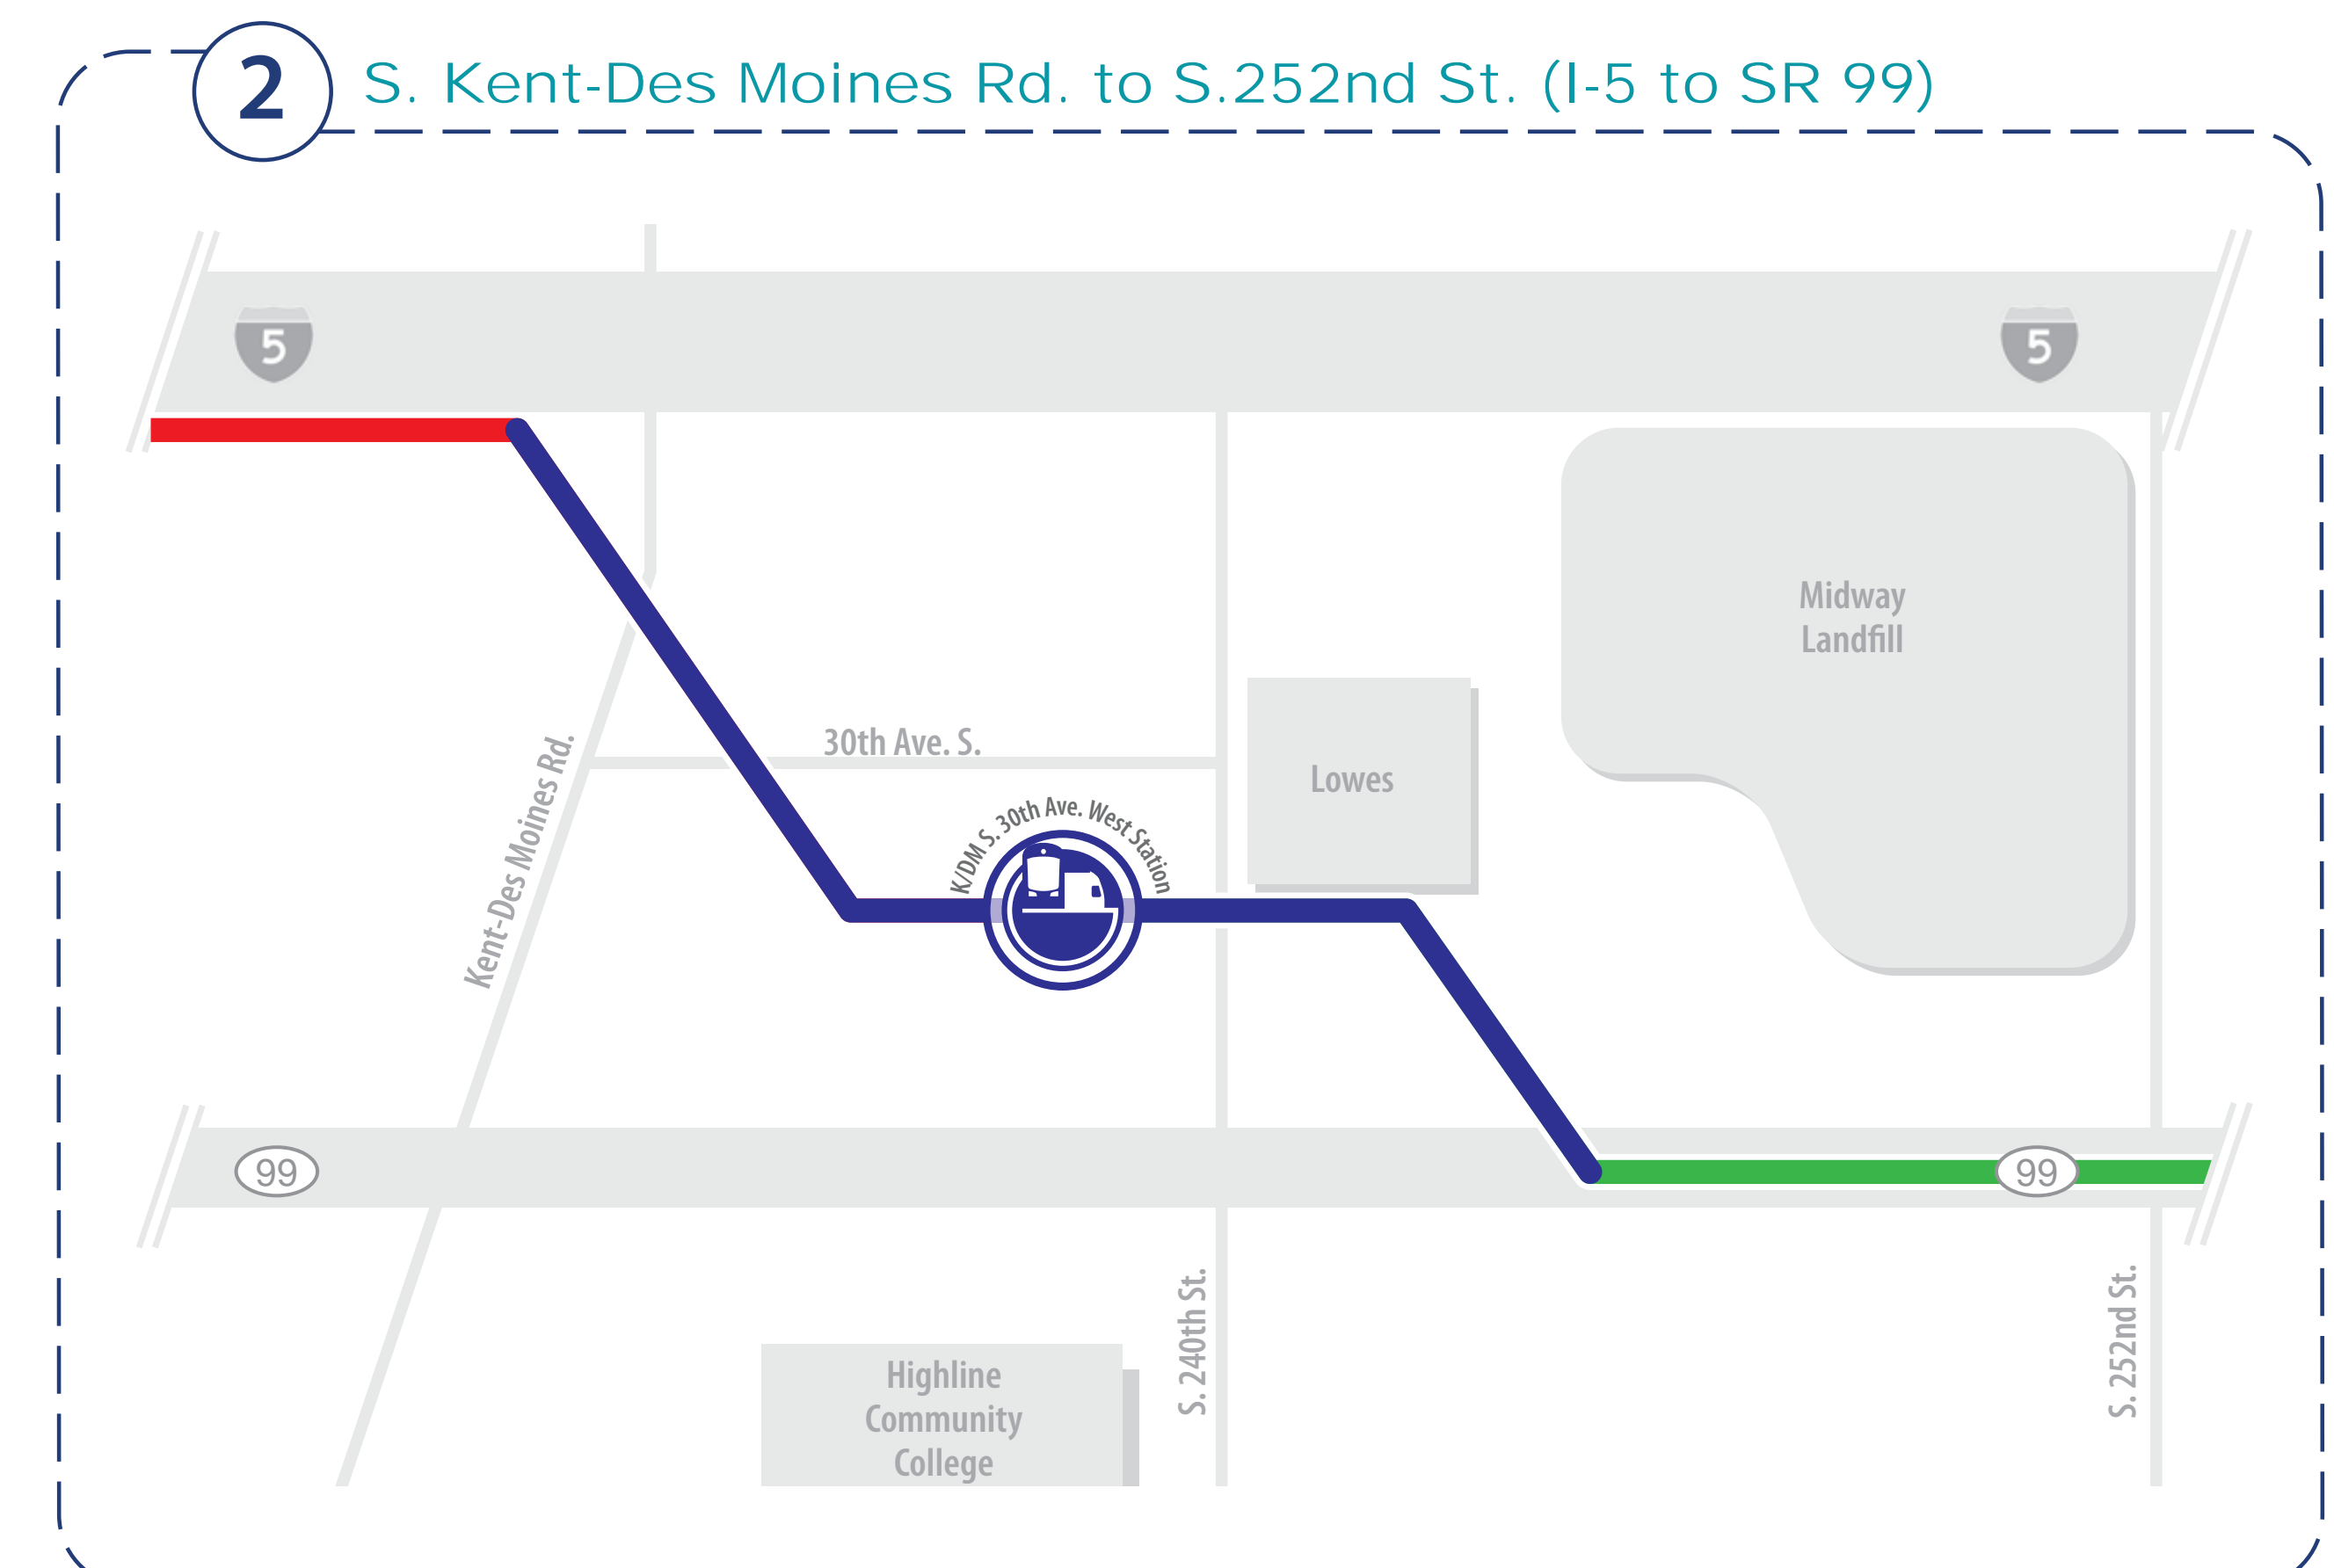 2
S. Kent-Des Moines Rd. to S.252nd St. (I-5 to SR 99)
5
5
Midway
Landfill
30th Ave. S.
Lowes
Kent-Des Moines Rd.
K/DM S. 30th Ave. West Station
99
99
S. 240th St.
S. 252nd St.
Highline
Community
College